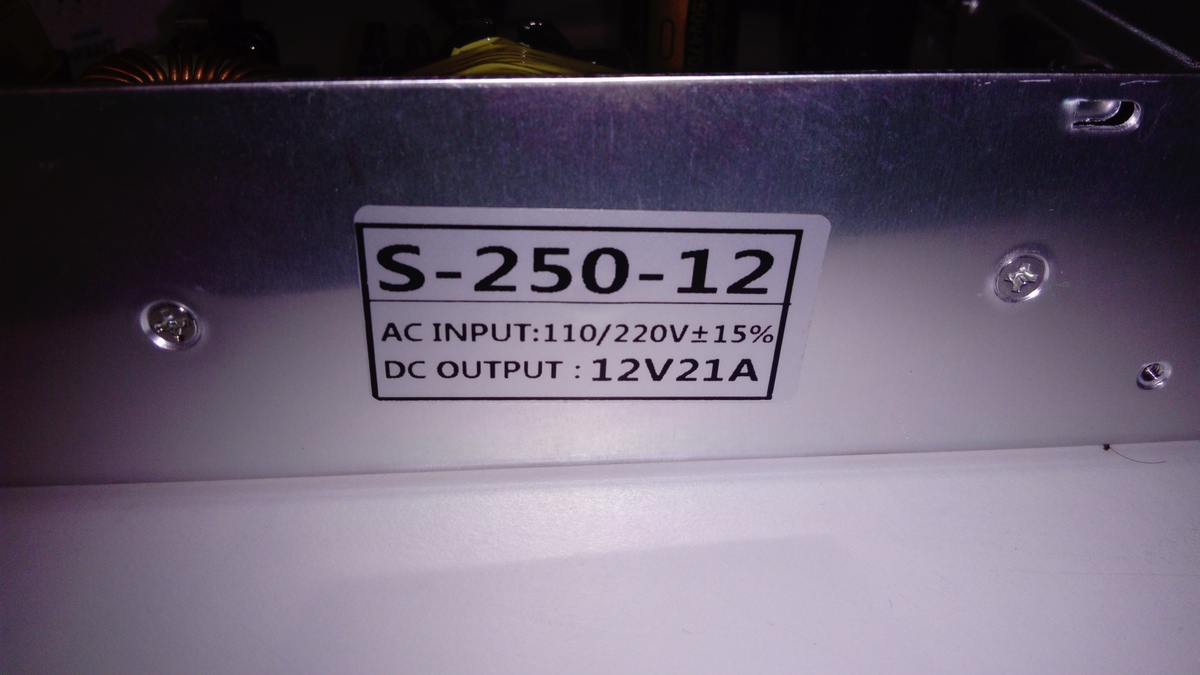 S-250-12
AC INPUT:110/220V±15%
DC OUTPUT : 12V21A